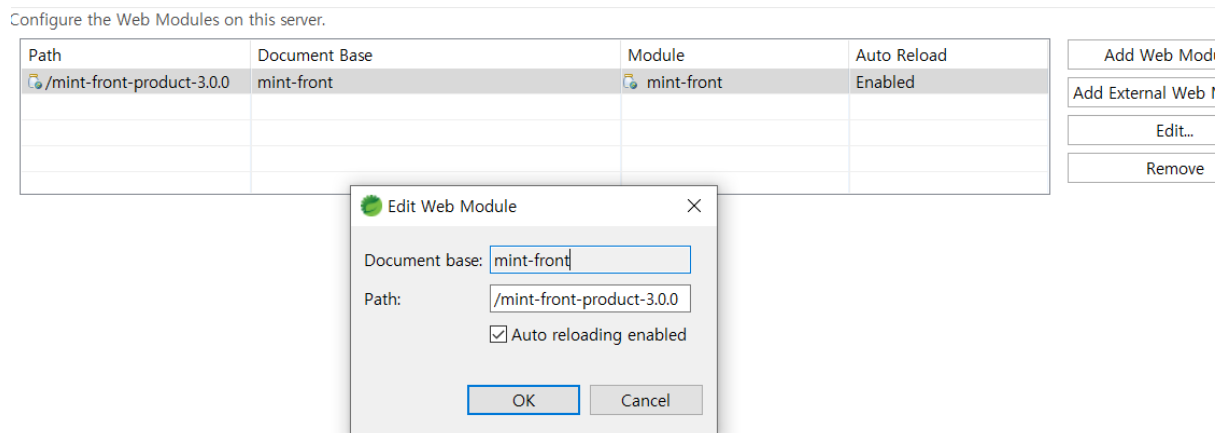 Configure the Web Modules on this server.
Path Document Base Module Auto Reload
/mint-front-product-3.0.0 mint-front mint-front Enabled
Add Web
Add External Web
Edit...
Remove
Edit Web Module
Document base: mint-front
Path: /mint-front-product-3.0.0
Auto reloading enabled
OK Cancel